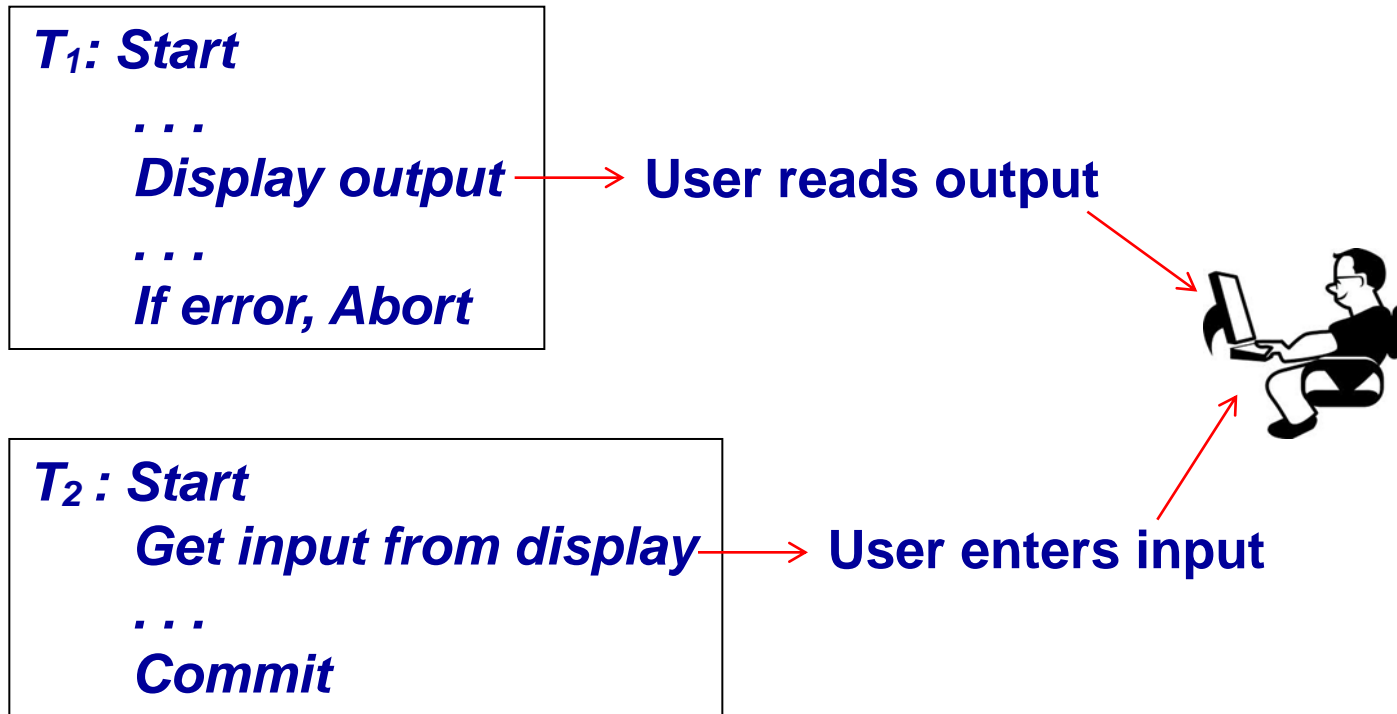 T₁: Start
. . .
Display output
User reads output
. . .
If error, Abort
T₂ : Start
Get input from display
User enters input
. . .
Commit